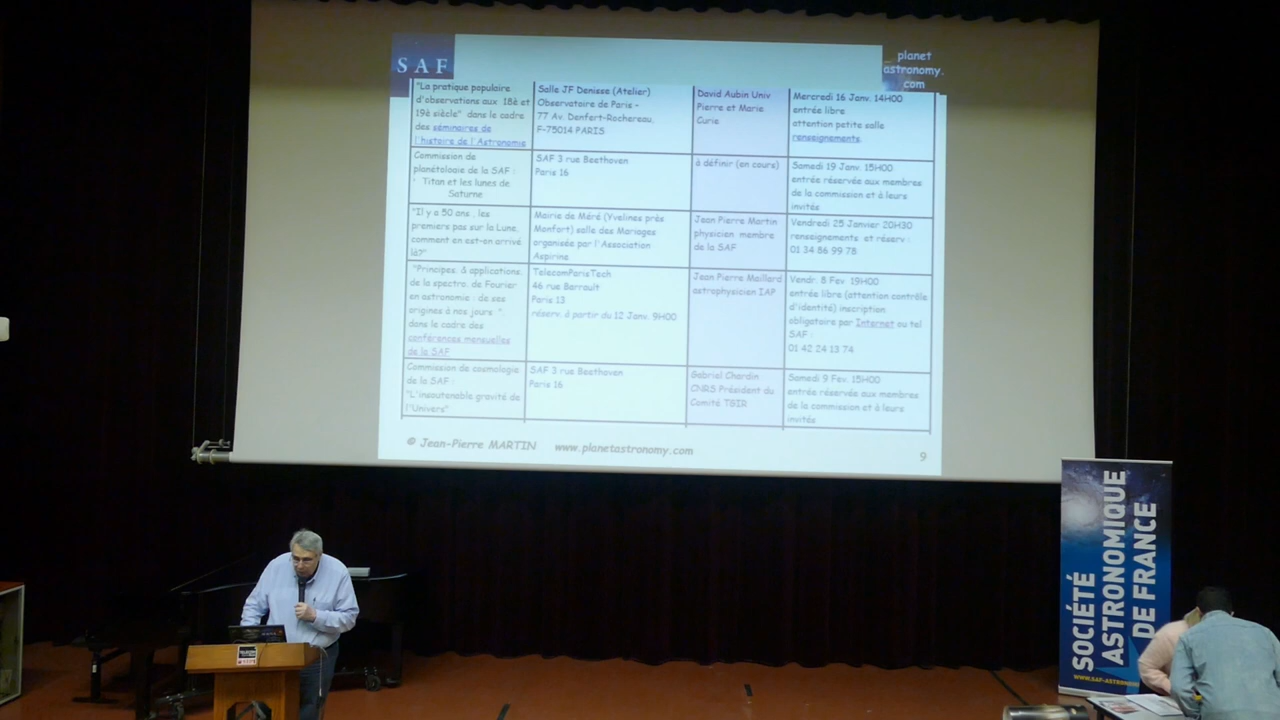 SAF
planet
astronomy.
com
"La pratique populaire
d'observations aux 18è et
19è siècle" dans le cadre
des séminaires de
l'histoire de l'Astronomie
Salle JF Denisse (Atelier)
Observatoire de Paris -
77 Av. Denfert-Rochereau,
F-75014 PARIS
David Aubin Univ
Pierre et Marie
Curie
Mercredi 16 Janv. 14H00
entrée libre
attention petite salle
renseignements.
Commission de
planétologie de la SAF :
Titan et les lunes de
Saturne
SAF 3 rue Beethoven
Paris 16
à définir (en cours)
Samedi 19 Janv. 15H00
entrée réservée aux membres
de la commission et à leurs
invités
"Il y a 50 ans , les
premiers pas sur la Lune,
comment en est-on arrivé
là?"
Mairie de Méré (Yvelines près
Monfort) salle des Mariages
organisée par l'Association
Aspirine
Jean Pierre Martin
physicien membre
de la SAF
Vendredi 25 Janvier 20H30
renseignements et réserv :
01 34 86 99 78
"Principes, & applications,
de la spectro. de Fourier
en astronomie : de ses
origines à nos jours ".
dans le cadre des
conférences mensuelles
de la SAF
TelecomParisTech
46 rue Barrault
Paris 13
réserv. à partir du 12 Janv. 9H00
Jean Pierre Maillard
astrophysicien IAP
Vendr. 8 Fev. 19H00
entrée libre (attention contrôle
d'identité) inscription
obligatoire par Internet ou tel
SAF :
01 42 24 13 74
Commission de cosmologie
de la SAF :
"L'insoutenable gravité de
l'Univers"
SAF 3 rue Beethoven
Paris 16
Gabriel Chardin
CNRS Président du
Comité TGIR
Samedi 9 Fev. 15H00
entrée réservée aux membres
de la commission et à leurs
invités
© Jean-Pierre MARTIN www.planetastronomy.com
9
SOCIÉTÉ
ASTRONOMIQUE
DE FRANCE